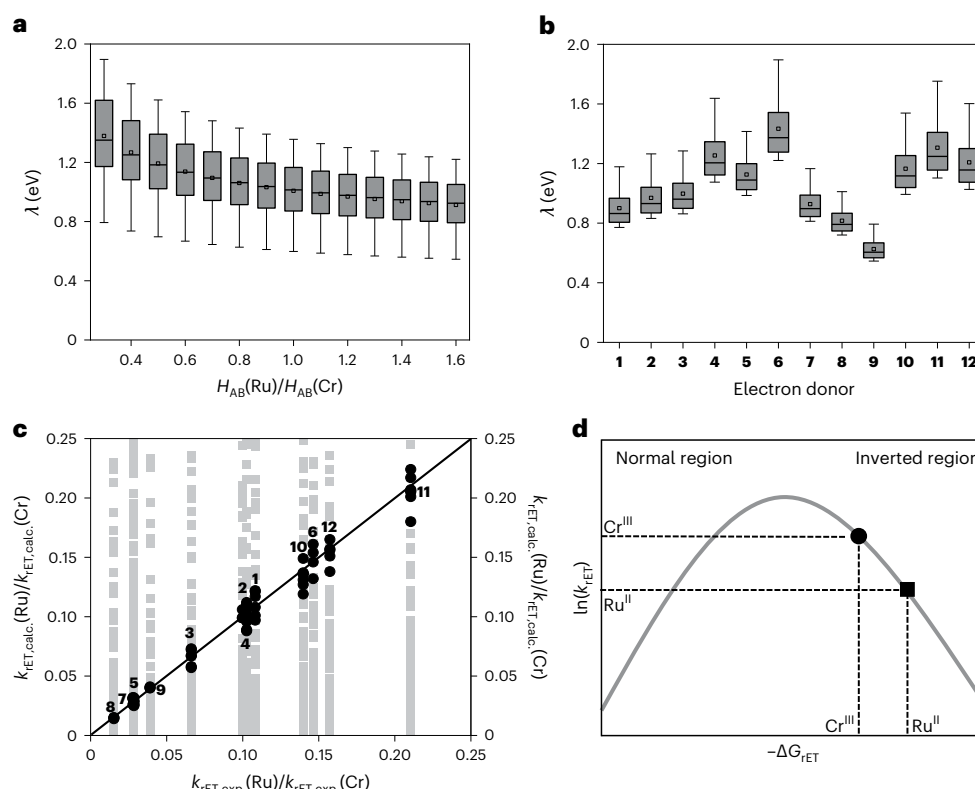 a
2.0
1.6
1.2
0.8
0.4
0
λ (eV)
0.4 0.6 0.8 1.0 1.2 1.4 1.6
H_AB(Ru)/H_AB(Cr)
b
2.0
1.6
1.2
0.8
0.4
0
λ (eV)
1 2 3 4 5 6 7 8 9 10 11 12
Electron donor
c
0.25
0.20
0.15
0.10
0.05
0
k_rET,calc.(Ru)/k_rET,calc.(Cr)
8 7 5 9 3 2 4 1 10 6 12 11
0.25
0.20
0.15
0.10
0.05
0
k_rET,calc.(Ru)/k_rET,calc.(Cr)
0 0.05 0.10 0.15 0.20 0.25
k_rET,exp.(Ru)/k_rET,exp.(Cr)
d
Normal region Inverted region
Cr^III
Ru^II
ln(k_rET)
Cr^III Ru^II
−ΔG_rET